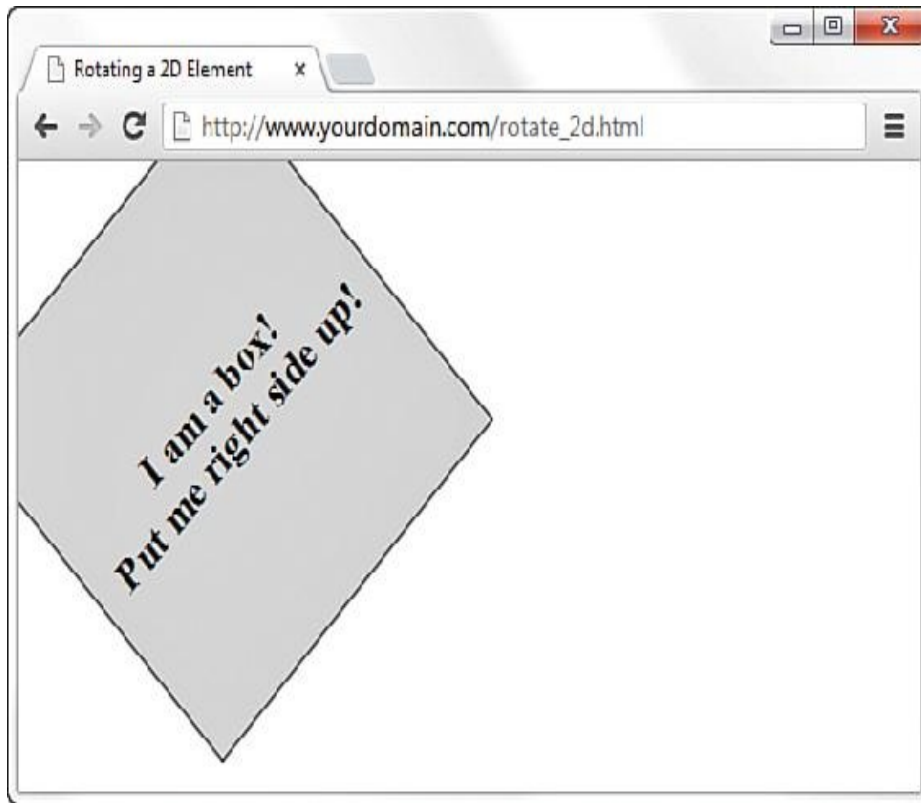 Rotating a 2D Element
http://www.yourdomain.com/rotate_2d.html
I am a box!
Put me right side up!